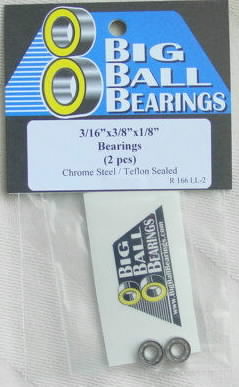 BIG
BALL
BEARINGS
3/16"x3/8"x1/8"
Bearings
(2 pcs)
Chrome Steel / Teflon Sealed
R 166 LL-2
BIG
BALL
BEARINGS
www.BigBallBearings.com